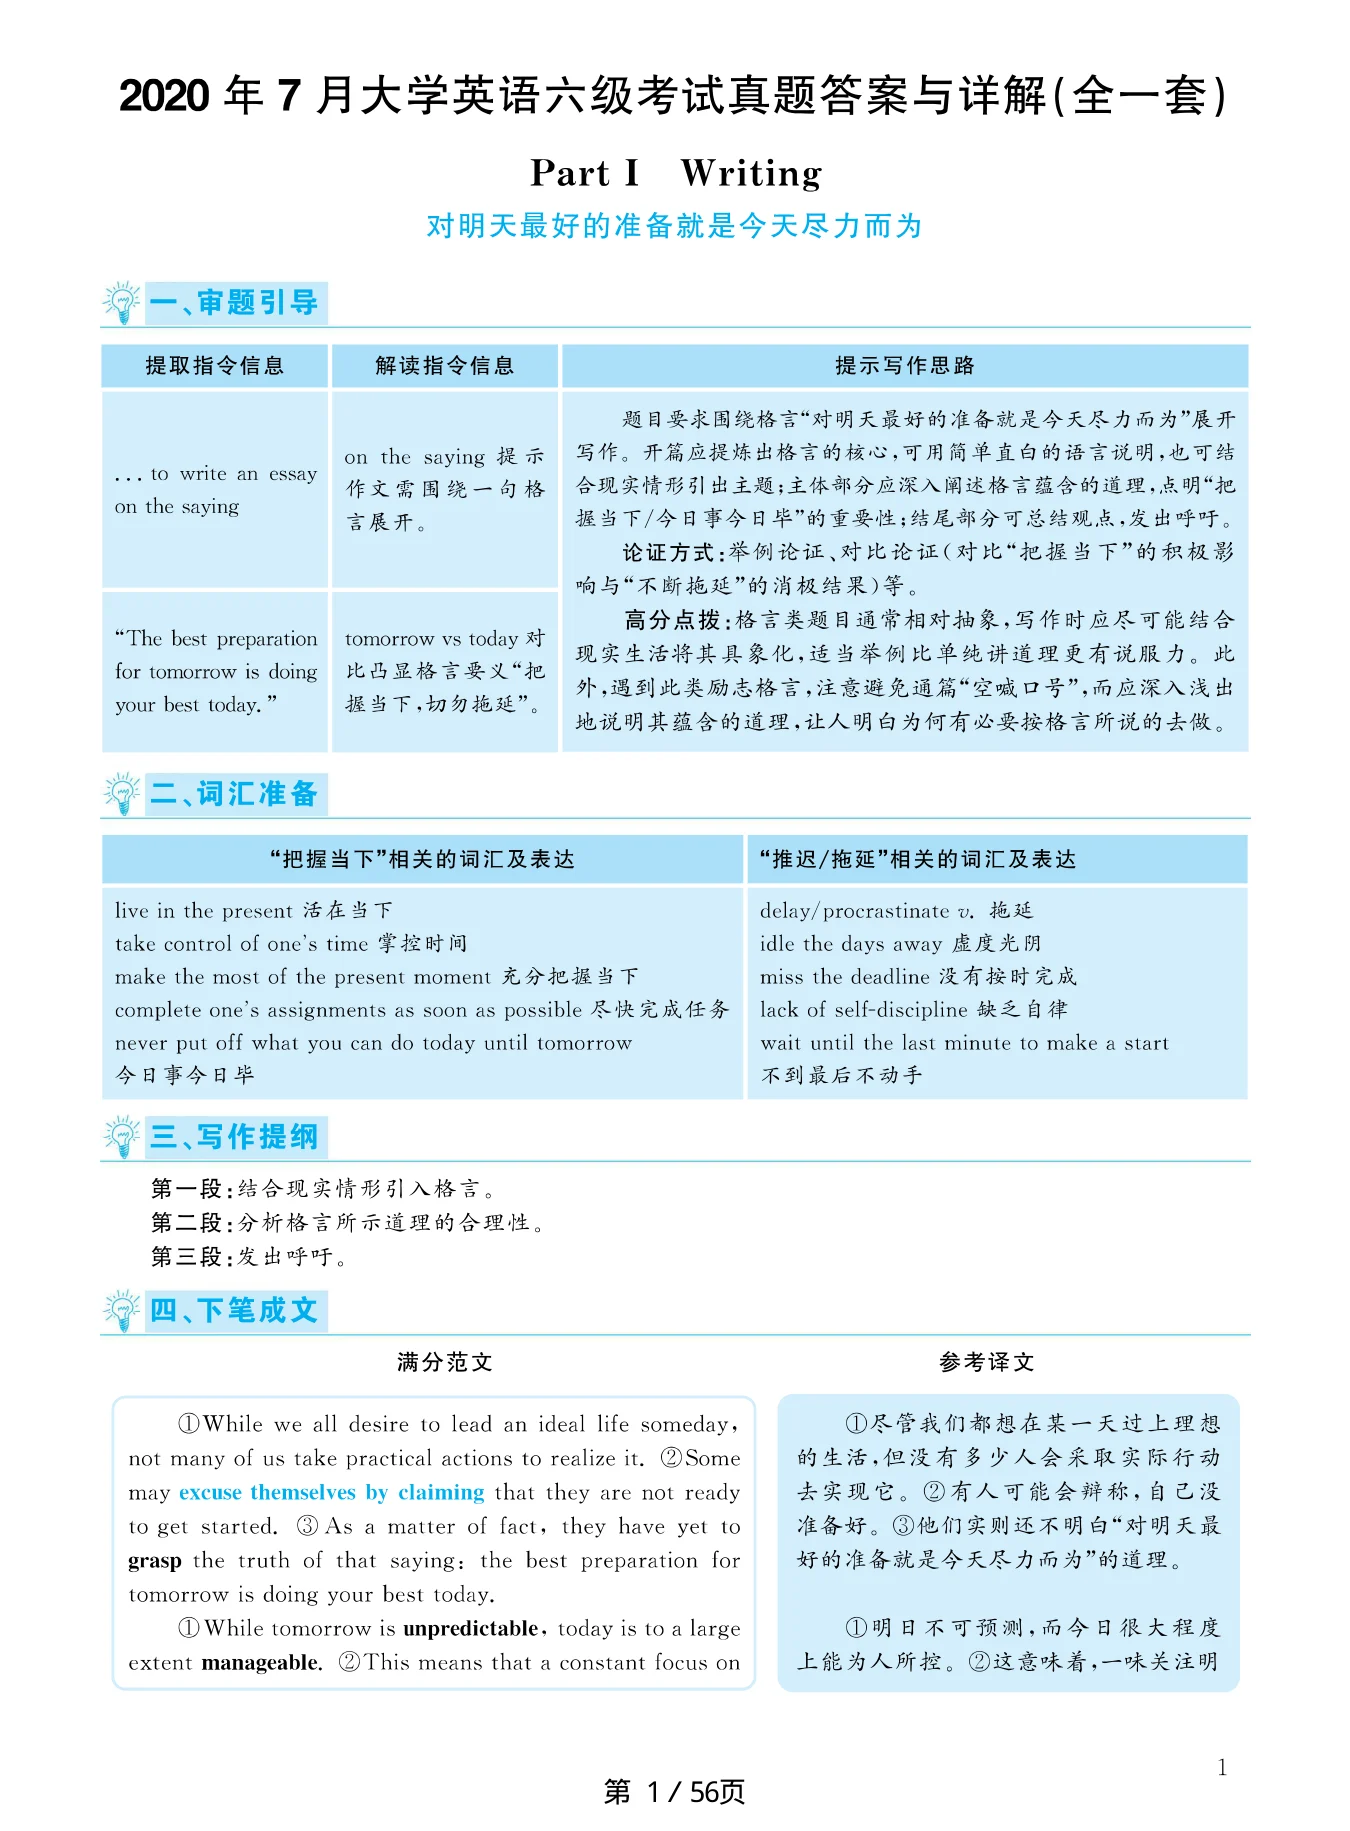 2020 年 7 月大学英语六级考试真题答案与详解(全一套)
Part Ⅰ Writing
对明天最好的准备就是今天尽力而为
一、审题引导
提取指令信息
解读指令信息
提示写作思路
...to write an essay
on the saying
on the saying 提示
作文需围绕一句格
言展开。
“The best preparation
for tomorrow is doing
your best today.”
tomorrow vs today 对
比凸显格言要义“把
握当下,切勿拖延”。
题目要求围绕格言“对明天最好的准备就是今天尽力而为”展开
写作。开篇应提炼出格言的核心,可用简单直白的语言说明,也可结
合现实情形引出主题;主体部分应深入阐述格言蕴含的道理,点明“把
握当下/今日事今日毕”的重要性;结尾部分可总结观点,发出呼吁。
论证方式:举例论证、对比论证(对比“把握当下”的积极影
响与“不断拖延”的消极结果)等。
高分点拨:格言类题目通常相对抽象,写作时应尽可能结合
现实生活将其具象化,适当举例比单纯讲道理更有说服力。此
外,遇到此类励志格言,注意避免通篇“空喊口号”,而应深入浅出
地说明其蕴含的道理,让人明白为何有必要按格言所说的去做。
二、词汇准备
“把握当下”相关的词汇及表达
live in the present 活在当下
take control of one's time 掌控时间
make the most of the present moment 充分把握当下
complete one's assignments as soon as possible 尽快完成任务
never put off what you can do today until tomorrow
今日事今日毕
“推迟/拖延”相关的词汇及表达
delay/procrastinate v. 拖延
idle the days away 虚度光阴
miss the deadline 没有按时完成
lack of self-discipline 缺乏自律
wait until the last minute to make a start
不到最后不动手
三、写作提纲
第一段:结合现实情形引入格言。
第二段:分析格言所示道理的合理性。
第三段:发出呼吁。
四、下笔成文
满分范文
①While we all desire to lead an ideal life someday,
not many of us take practical actions to realize it. ②Some
may excuse themselves by claiming that they are not ready
to get started. ③As a matter of fact, they have yet to
grasp the truth of that saying: the best preparation for
tomorrow is doing your best today.
①While tomorrow is unpredictable, today is to a large
extent manageable. ②This means that a constant focus on
参考译文
①尽管我们都想在某一天过上理想
的生活,但没有多少人会采取实际行动
去实现它。②有人可能会辩称,自己没
准备好。③他们实则还不明白“对明天最
好的准备就是今天尽力而为”的道理。
①明日不可预测,而今日很大程度
上能为人所控。②这意味着,一味关注明
1
第 1 / 56页